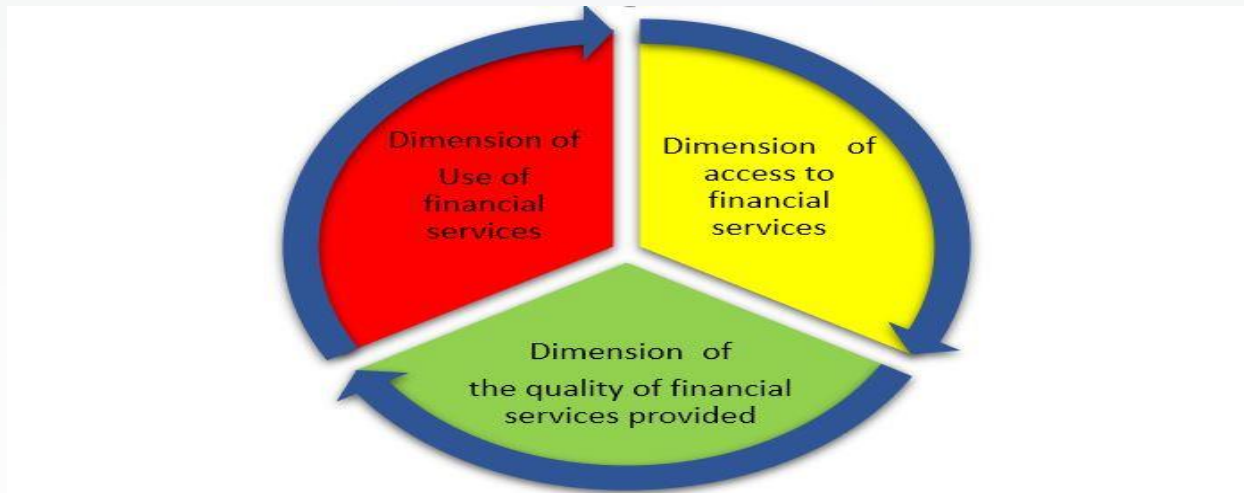 Dimension of
Use of
financial
services
Dimension of
access to
financial
services
Dimension of
the quality of financial
services provided